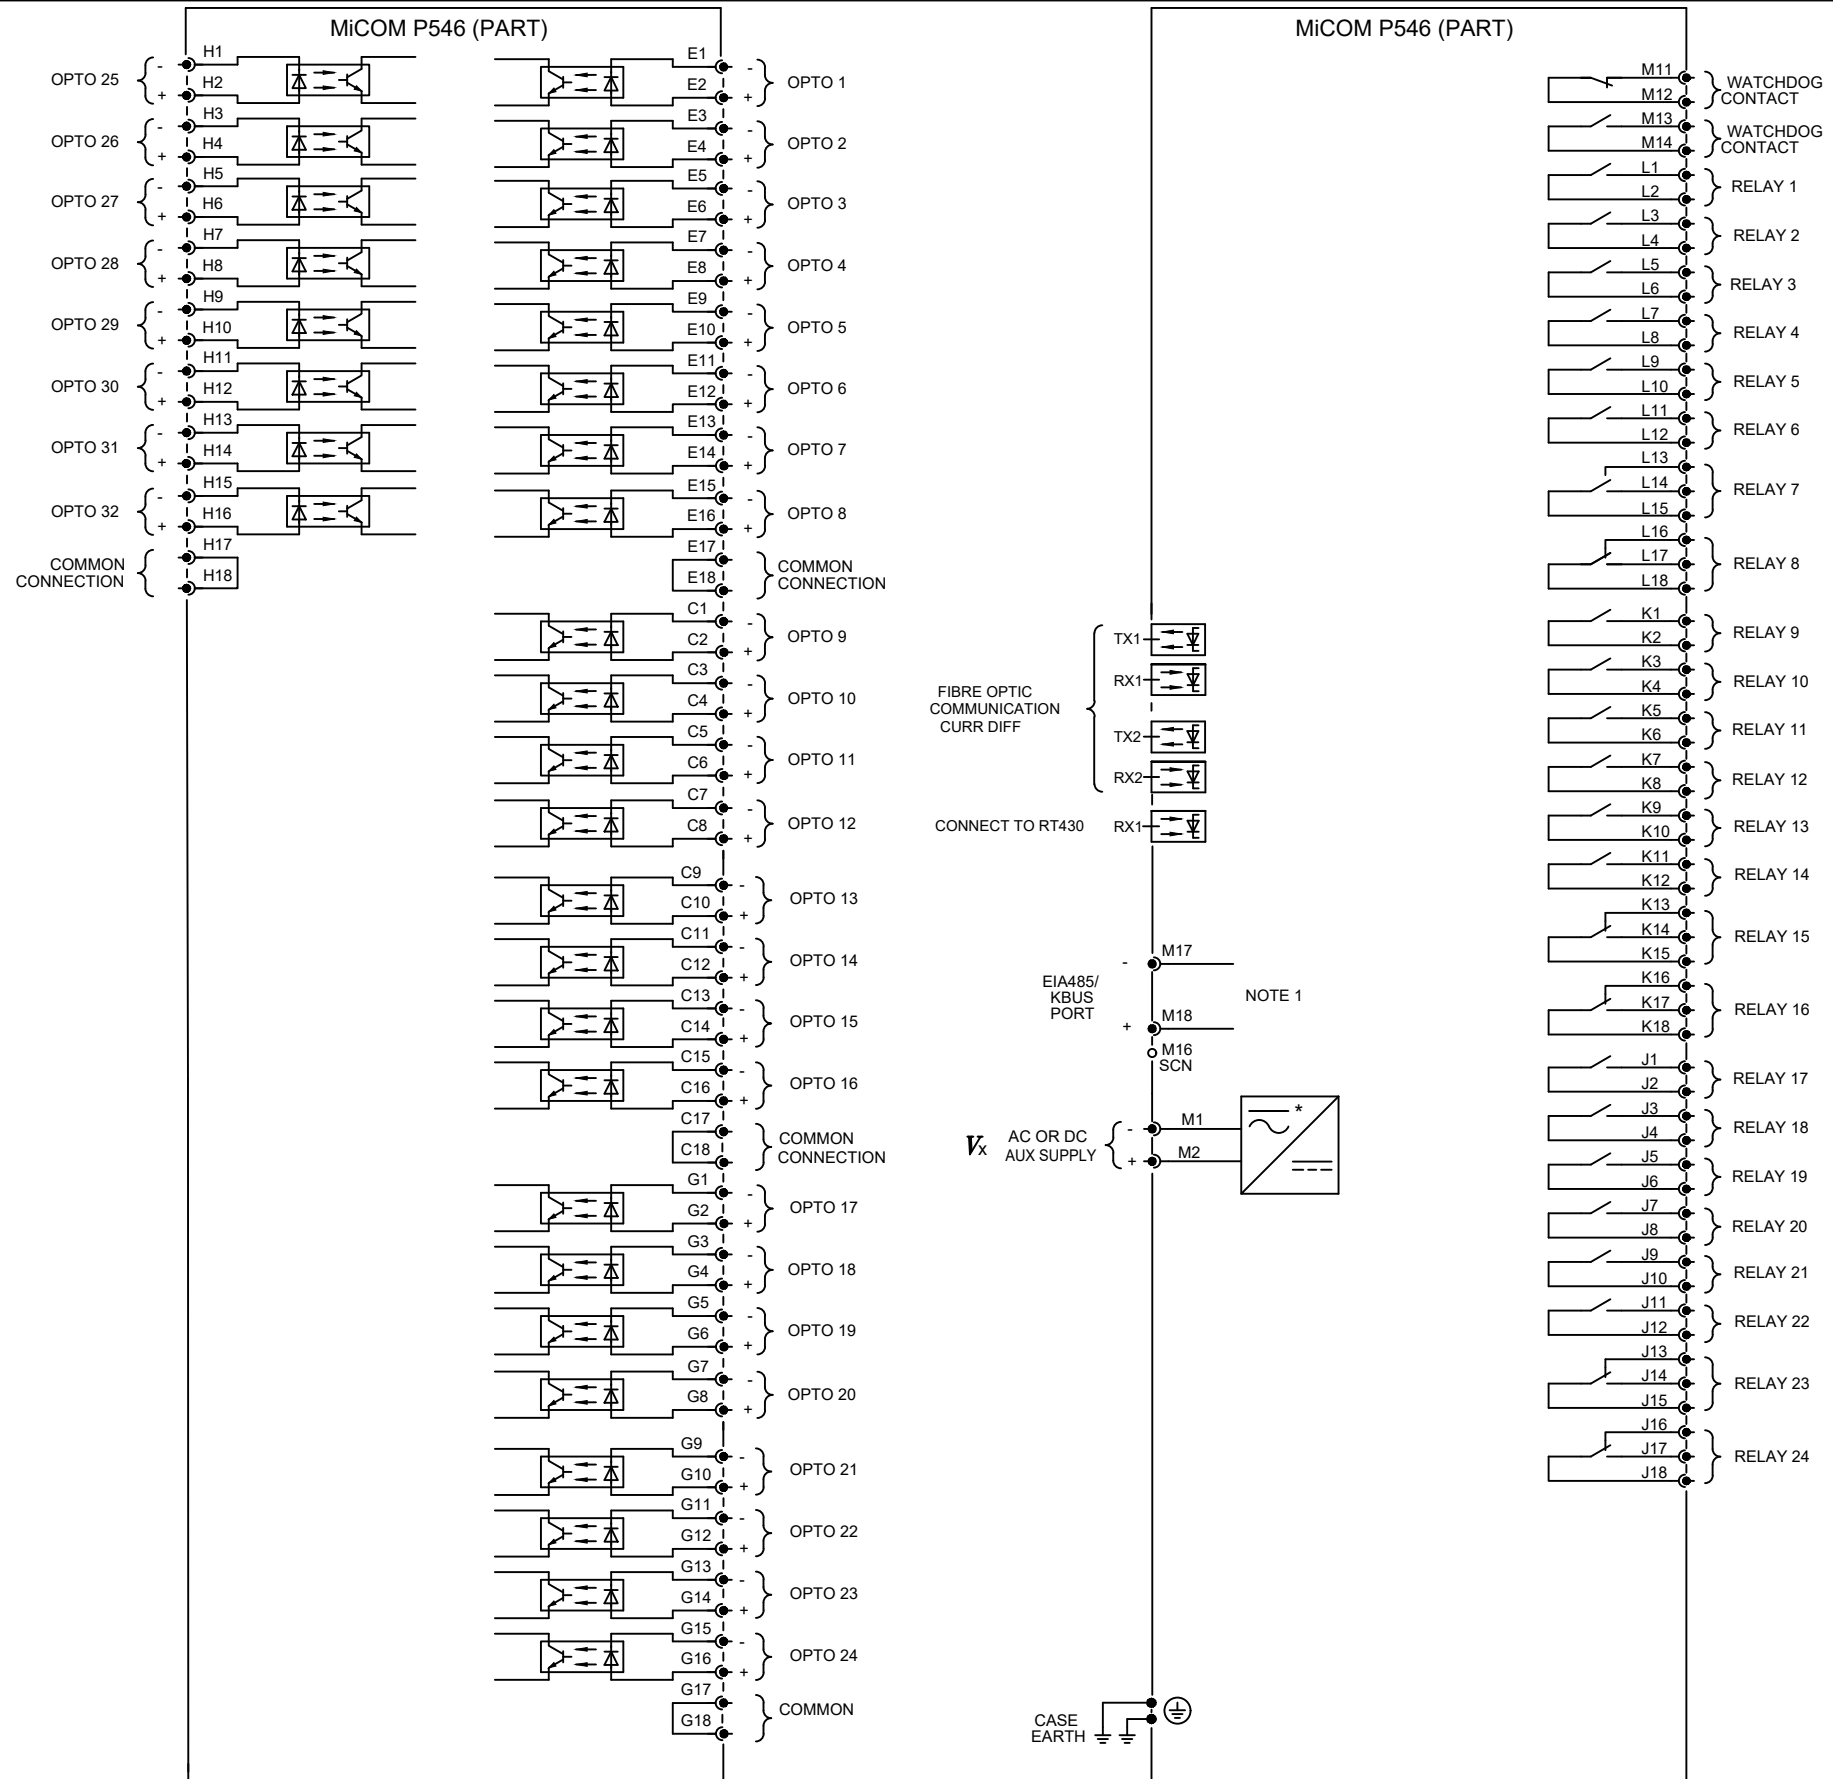 MiCOM P546 (PART)
OPTO 25
-
+
H1
H2
OPTO 26
-
+
H3
H4
OPTO 27
-
+
H5
H6
OPTO 28
-
+
H7
H8
OPTO 29
-
+
H9
H10
OPTO 30
-
+
H11
H12
OPTO 31
-
+
H13
H14
OPTO 32
-
+
H15
H16
COMMON
CONNECTION
H17
H18
E1
E2
-
+
OPTO 1
E3
E4
-
+
OPTO 2
E5
E6
-
+
OPTO 3
E7
E8
-
+
OPTO 4
E9
E10
-
+
OPTO 5
E11
E12
-
+
OPTO 6
E13
E14
-
+
OPTO 7
E15
E16
-
+
OPTO 8
E17
E18
COMMON
CONNECTION
C1
C2
-
+
OPTO 9
C3
C4
-
+
OPTO 10
C5
C6
-
+
OPTO 11
C7
C8
-
+
OPTO 12
C9
C10
-
+
OPTO 13
C11
C12
-
+
OPTO 14
C13
C14
-
+
OPTO 15
C15
C16
-
+
OPTO 16
C17
C18
COMMON
CONNECTION
G1
G2
-
+
OPTO 17
G3
G4
-
+
OPTO 18
G5
G6
-
+
OPTO 19
G7
G8
-
+
OPTO 20
G9
G10
-
+
OPTO 21
G11
G12
-
+
OPTO 22
G13
G14
-
+
OPTO 23
G15
G16
-
+
OPTO 24
G17
G18
COMMON
MiCOM P546 (PART)
FIBRE OPTIC
COMMUNICATION
CURR DIFF
TX1
RX1
TX2
RX2
CONNECT TO RT430
RX1
EIA485/
KBUS
PORT
-
+
M17
M18
NOTE 1
M16
SCN
Vx
AC OR DC
AUX SUPPLY
-
+
M1
M2
*
CASE
EARTH
M11
M12
WATCHDOG
CONTACT
M13
M14
WATCHDOG
CONTACT
L1
L2
RELAY 1
L3
L4
RELAY 2
L5
L6
RELAY 3
L7
L8
RELAY 4
L9
L10
RELAY 5
L11
L12
RELAY 6
L13
L14
L15
RELAY 7
L16
L17
L18
RELAY 8
K1
K2
RELAY 9
K3
K4
RELAY 10
K5
K6
RELAY 11
K7
K8
RELAY 12
K9
K10
RELAY 13
K11
K12
RELAY 14
K13
K14
K15
RELAY 15
K16
K17
K18
RELAY 16
J1
J2
RELAY 17
J3
J4
RELAY 18
J5
J6
RELAY 19
J7
J8
RELAY 20
J9
J10
RELAY 21
J11
J12
RELAY 22
J13
J14
J15
RELAY 23
J16
J17
J18
RELAY 24